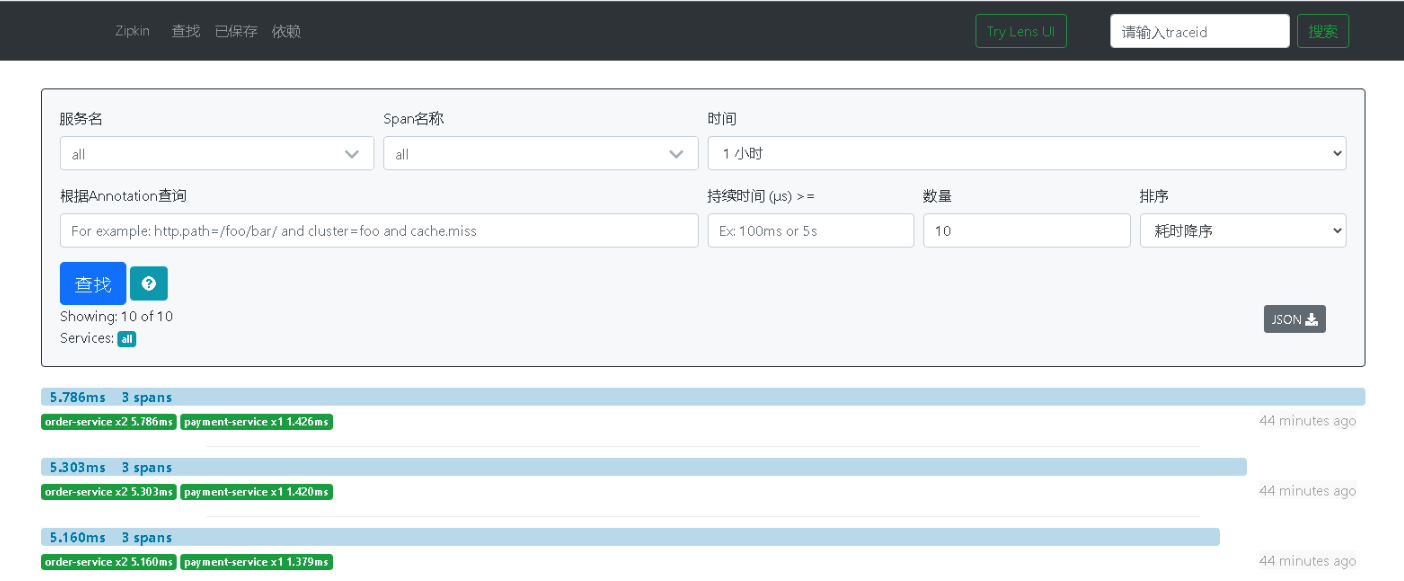 Zipkin 查找 已保存 依赖 Try Lens UI 请输入traceid 搜索
服务名 Span名称 时间
all all 1 小时
根据Annotation查询 持续时间 (μs) >= 数量 排序
For example: http.path=/foo/bar/ and cluster=foo and cache.miss Ex: 100ms or 5s 10 耗时降序
查找
Showing: 10 of 10
JSON
Services: all
5.786ms 3 spans
order-service x2 5.786ms payment-service x1 1.426ms 44 minutes ago
5.303ms 3 spans
order-service x2 5.303ms payment-service x1 1.420ms 44 minutes ago
5.160ms 3 spans
order-service x2 5.160ms payment-service x1 1.379ms 44 minutes ago